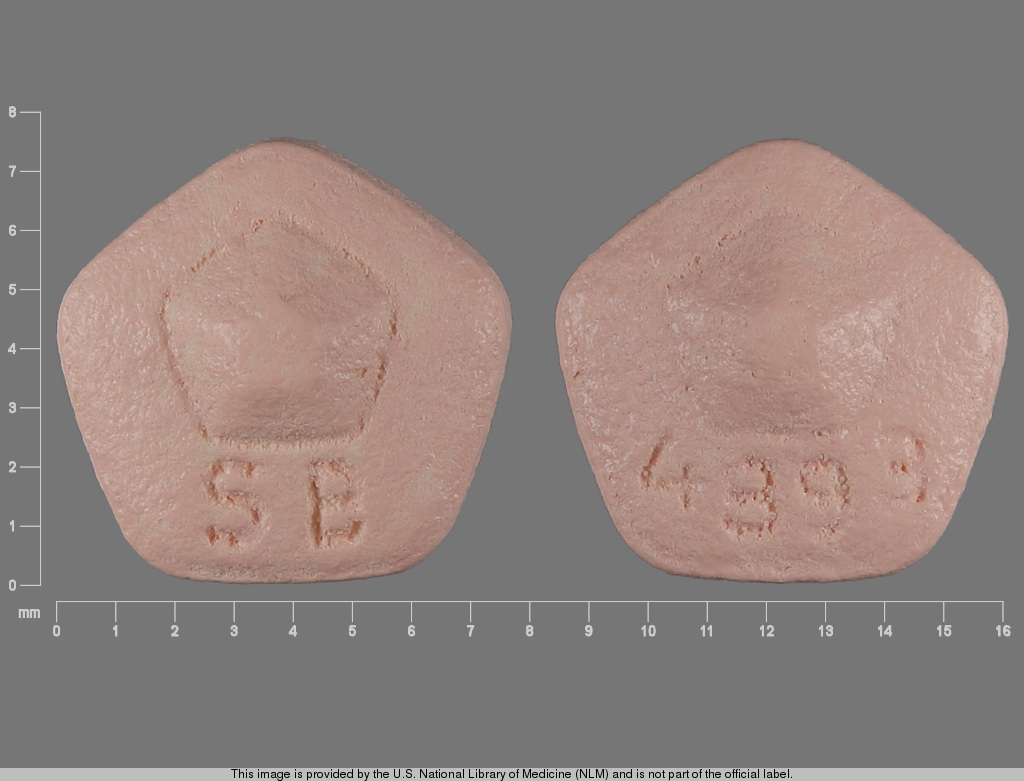 8
7
6
5
4
3
2
1
0
SB
4893
mm
0 1 2 3 4 5 6 7 8 9 10 11 12 13 14 15 16
This image is provided by the U.S. National Library of Medicine (NLM) and is not part of the official label.